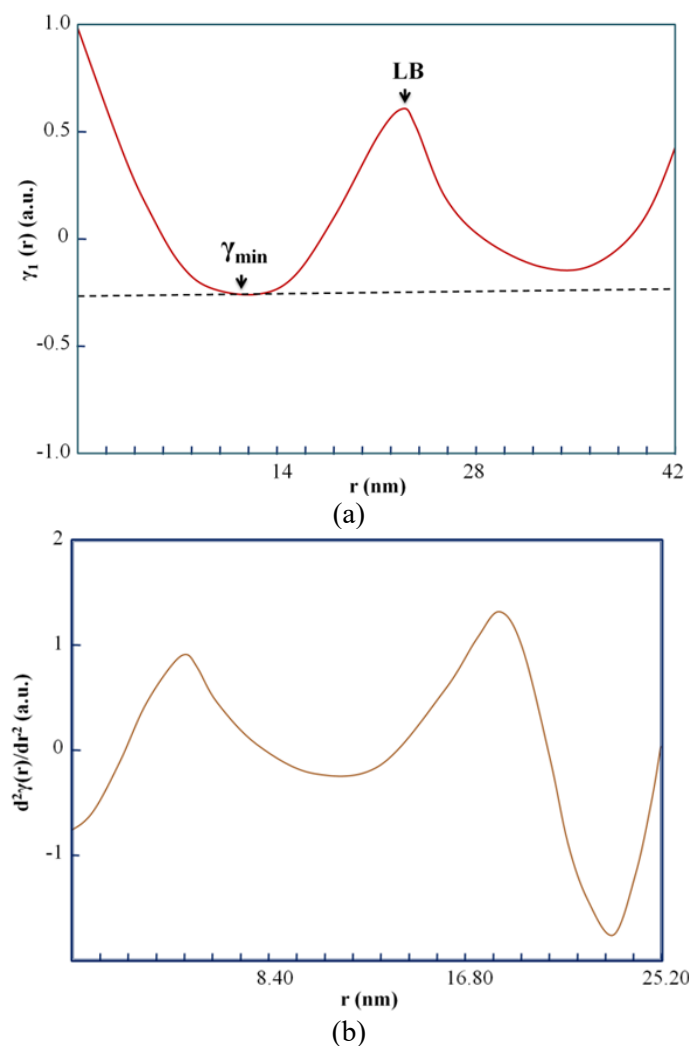 1.0
LB
0.5
γ₁ (r) (a.u.)
0
γmin
-0.5
-1.0
14
28
42
r (nm)
(a)
2
1
d²γ(r)/dr² (a.u.)
0
-1
8.40
16.80
25.20
r (nm)
(b)